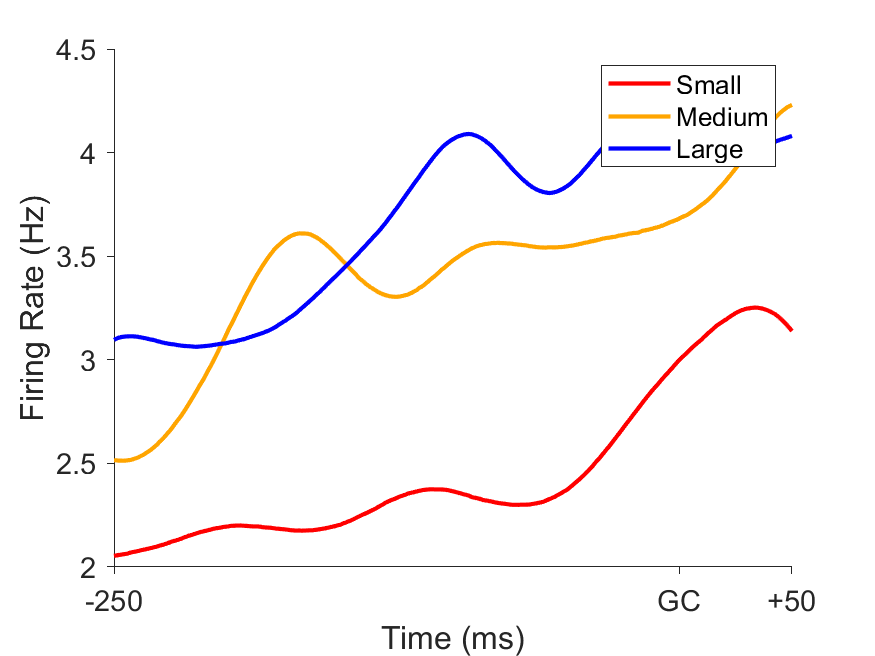 4.5
4
3.5
3
2.5
2
Firing Rate (Hz)
Small
Medium
Large
-250
GC
+50
Time (ms)